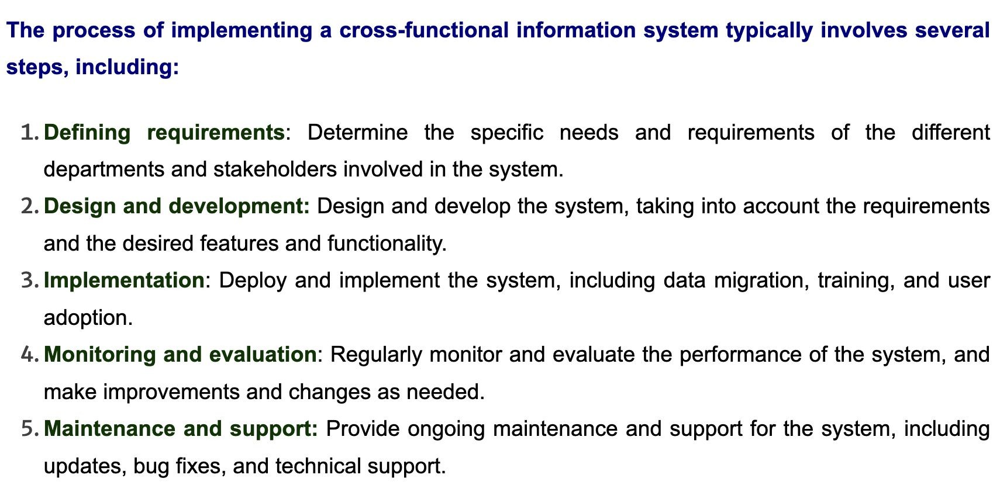 The process of implementing a cross-functional information system typically involves several
steps, including:
1. Defining requirements: Determine the specific needs and requirements of the different
departments and stakeholders involved in the system.
2. Design and development: Design and develop the system, taking into account the requirements
and the desired features and functionality.
3. Implementation: Deploy and implement the system, including data migration, training, and user
adoption.
4. Monitoring and evaluation: Regularly monitor and evaluate the performance of the system, and
make improvements and changes as needed.
5. Maintenance and support: Provide ongoing maintenance and support for the system, including
updates, bug fixes, and technical support.